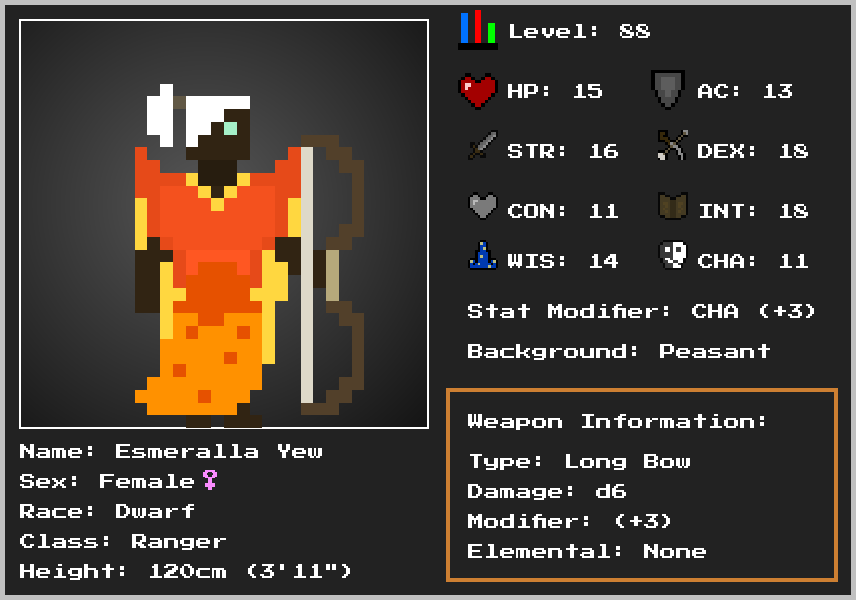 Level: 88
HP: 15 AC: 13
STR: 16 DEX: 18
CON: 11 INT: 18
WIS: 14 CHA: 11
Stat Modifier: CHA (+3)
Background: Peasant
Weapon Information:
Type: Long Bow
Damage: d6
Modifier: (+3)
Elemental: None
Name: Esmeralla Yew
Sex: Female♀
Race: Dwarf
Class: Ranger
Height: 120cm (3'11")